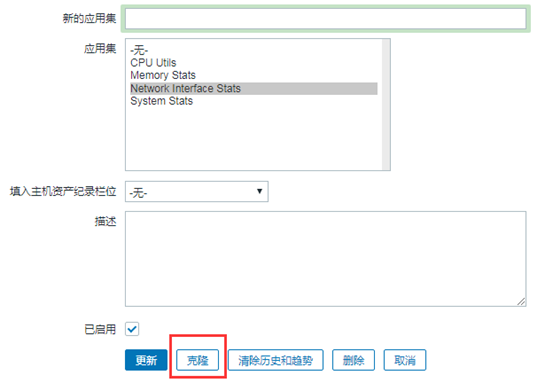 新的应用集
应用集
-无-
CPU Utils
Memory Stats
Network Interface Stats
System Stats
填入主机资产纪录栏位 -无-
描述
已启用
更新 克隆 清除历史和趋势 删除 取消